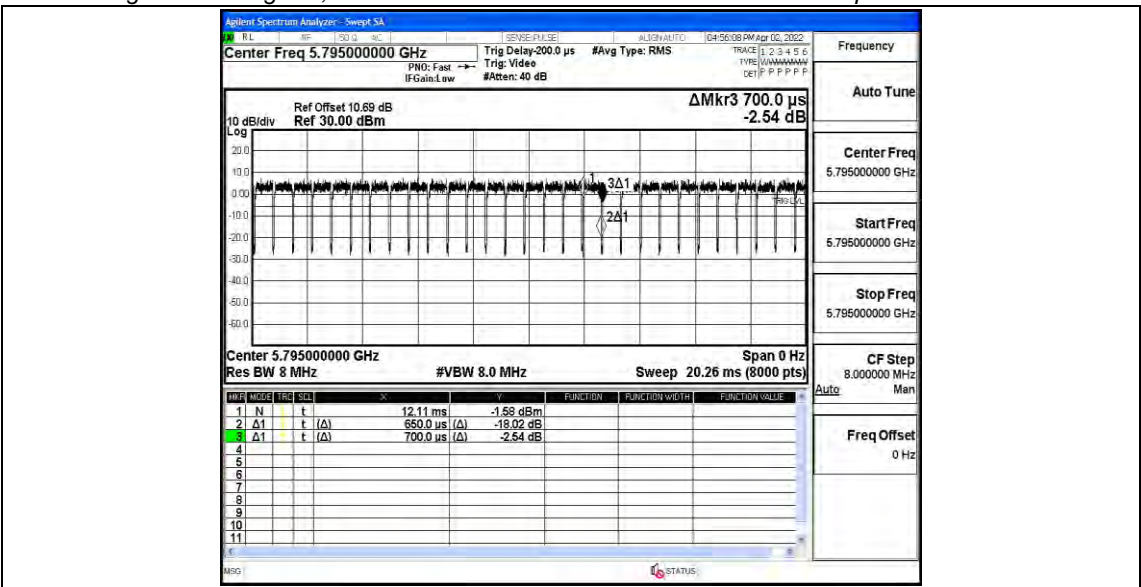 Agilent Spectrum Analyzer - Swept SA
RL RF 50 Ω AC SENSE:PULSE ALIGNAUTO 04:56:08 PM Apr 02, 2022
Center Freq 5.795000000 GHz Trig Delay-200.0 µs #Avg Type: RMS TRACE 1 2 3 4 5 6
PNO: Fast Trig: Video TYPE
IFGain:Low #Atten: 40 dB DET P P P P P P
Frequency
Auto Tune
ΔMkr3 700.0 µs
Ref Offset 10.69 dB
10 dB/div Ref 30.00 dBm -2.54 dB
Log
20.0
10.0
0.00
-10.0
-20.0
-30.0
-40.0
-50.0
-60.0
1
3Δ1
TRIG LVL
2Δ1
Center Freq
5.795000000 GHz
Start Freq
5.795000000 GHz
Stop Freq
5.795000000 GHz
Center 5.795000000 GHz Span 0 Hz
Res BW 8 MHz #VBW 8.0 MHz Sweep 20.26 ms (8000 pts)
CF Step
8.000000 MHz
Auto Man
MKR MODE TRC SCL X Y FUNCTION FUNCTION WIDTH FUNCTION VALUE
1 N t 12.11 ms -1.58 dBm
2 Δ1 t (Δ) 650.0 µs (Δ) -18.02 dB
3 Δ1 t (Δ) 700.0 µs (Δ) -2.54 dB
4
5
6
7
8
9
10
11
Freq Offset
0 Hz
MSG STATUS